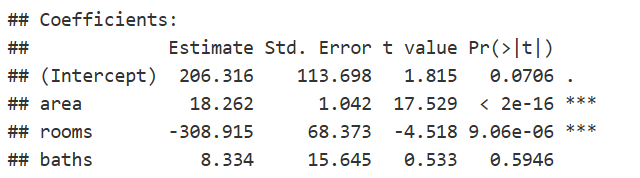 ## Coefficients:
##             Estimate Std. Error t value Pr(>|t|)
## (Intercept)  206.316    113.698   1.815   0.0706 .
## area          18.262      1.042  17.529  < 2e-16 ***
## rooms       -308.915     68.373  -4.518 9.06e-06 ***
## baths          8.334     15.645   0.533   0.5946